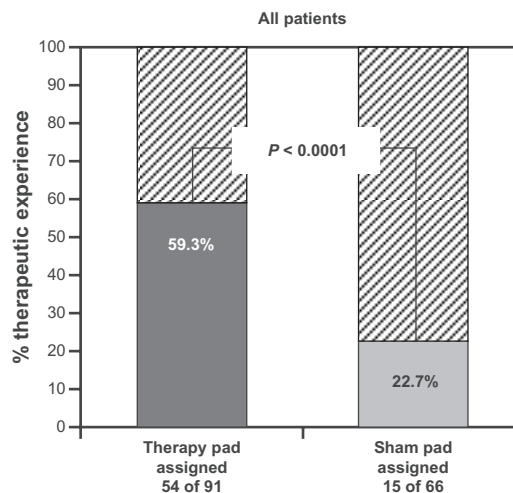 All patients
% therapeutic experience
100
90
80
70
60
50
40
30
20
10
0
P < 0.0001
59.3%
22.7%
Therapy pad
assigned
54 of 91
Sham pad
assigned
15 of 66